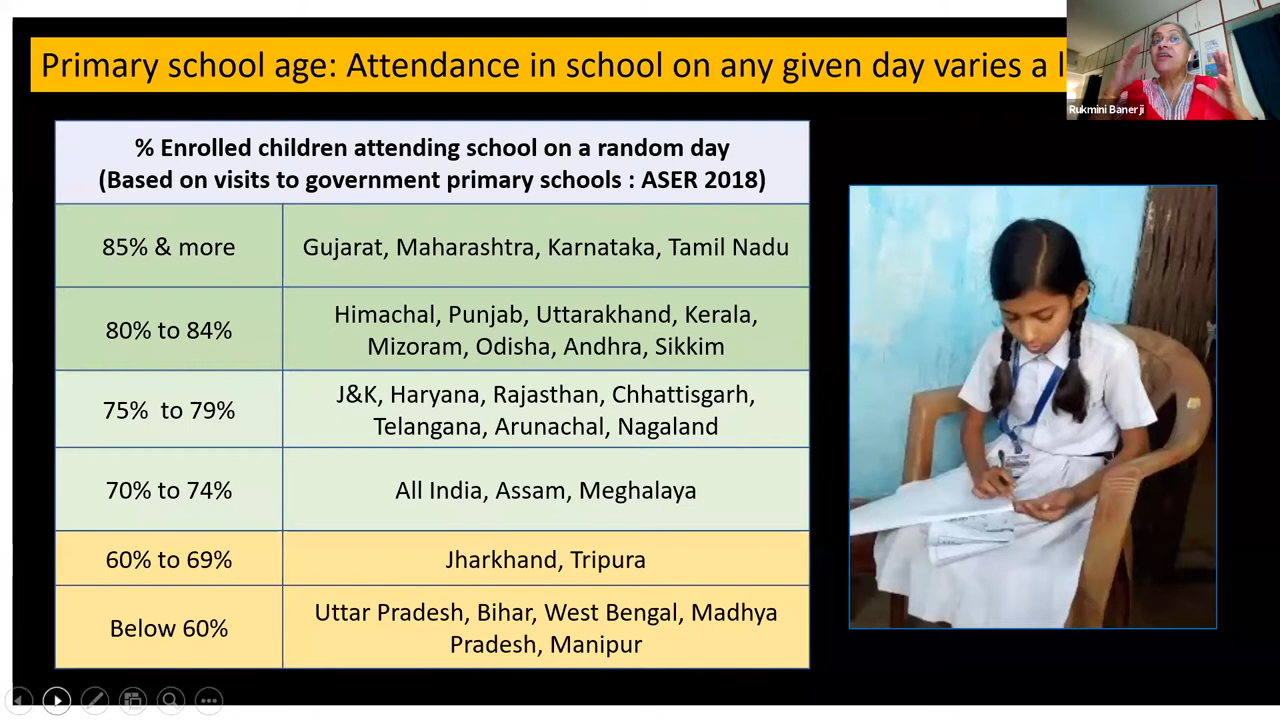 Primary school age: Attendance in school on any given day varies a
Rukmini Banerji
% Enrolled children attending school on a random day
(Based on visits to government primary schools : ASER 2018)
85% & more
Gujarat, Maharashtra, Karnataka, Tamil Nadu
80% to 84%
Himachal, Punjab, Uttarakhand, Kerala,
Mizoram, Odisha, Andhra, Sikkim
75% to 79%
J&K, Haryana, Rajasthan, Chhattisgarh,
Telangana, Arunachal, Nagaland
70% to 74%
All India, Assam, Meghalaya
60% to 69%
Jharkhand, Tripura
Below 60%
Uttar Pradesh, Bihar, West Bengal, Madhya
Pradesh, Manipur